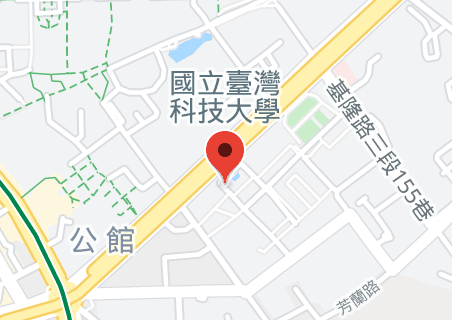 國立臺灣
科技大學
基隆路三段155巷
公館
芳蘭路